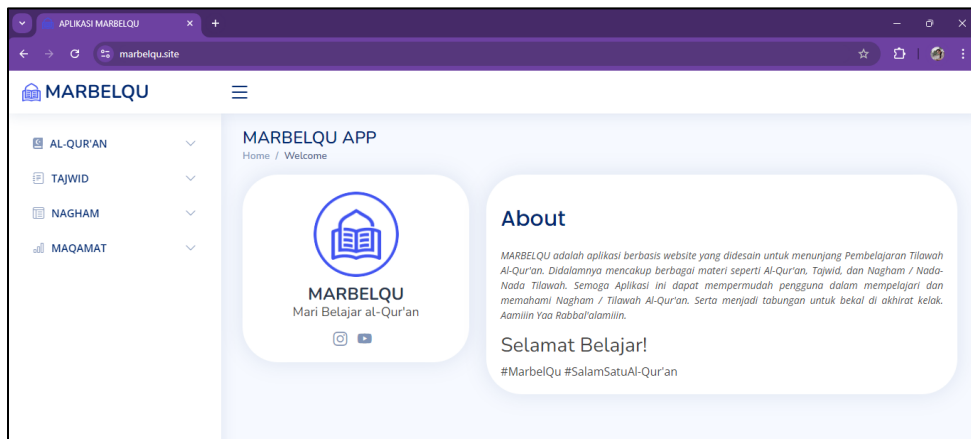 APLIKASI MARBELQU
marbelqu.site
MARBELQU
AL-QUR'AN
TAJWID
NAGHAM
MAQAMAT
MARBELQU APP
Home / Welcome
MARBELQU
Mari Belajar al-Qur'an
About
MARBELQU adalah aplikasi berbasis website yang didesain untuk menunjang Pembelajaran Tilawah
Al-Qur'an. Didalamnya mencakup berbagai materi seperti Al-Qur'an, Tajwid, dan Nagham / Nada-
Nada Tilawah. Semoga Aplikasi ini dapat mempermudah pengguna dalam mempelajari dan
memahami Nagham / Tilawah Al-Qur'an. Serta menjadi tabungan untuk bekal di akhirat kelak.
Aamiiin Yaa Rabbal'alamiiin.
Selamat Belajar!
#MarbelQu #SalamSatuAl-Qur'an